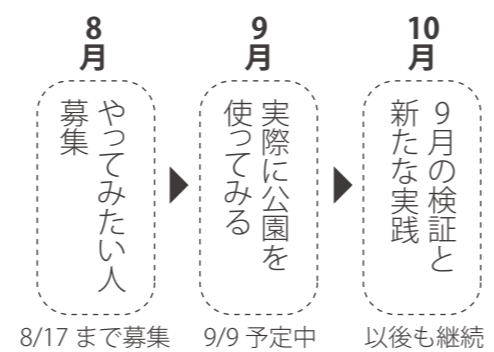 8
月
やってみたい人
募集
8/17 まで募集
9
月
実際に公園を
使ってみる
9/9 予定中
10
月
9月の検証と
新たな実践
以後も継続